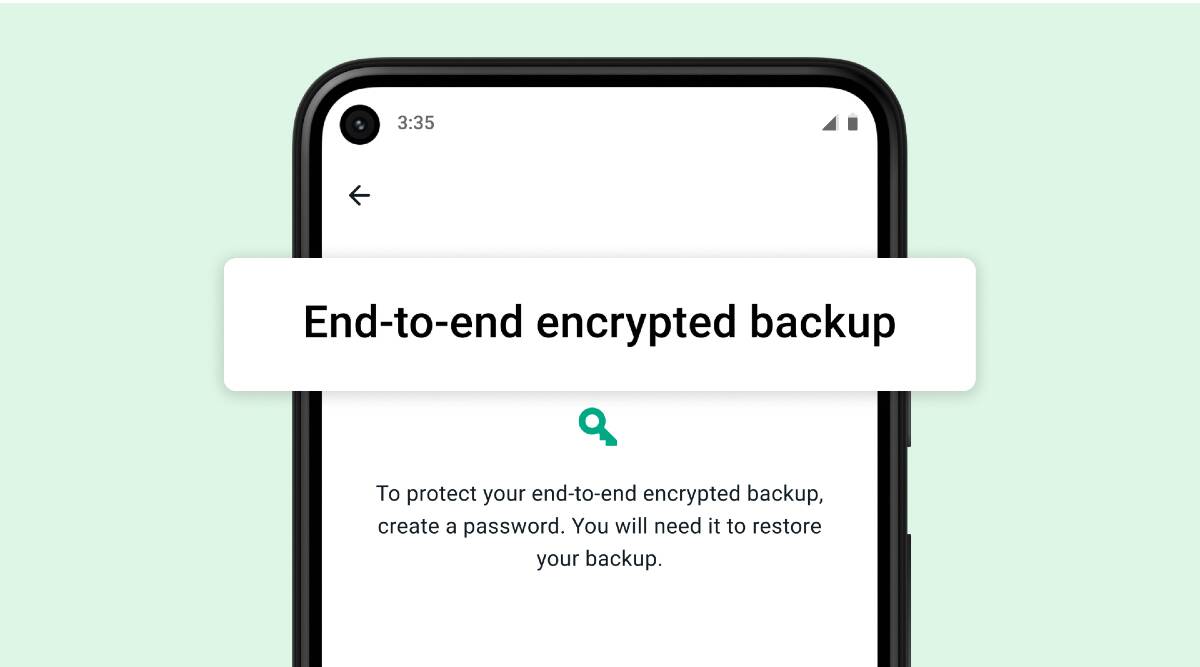 3:35
End-to-end encrypted backup
To protect your end-to-end encrypted backup,
create a password. You will need it to restore
your backup.